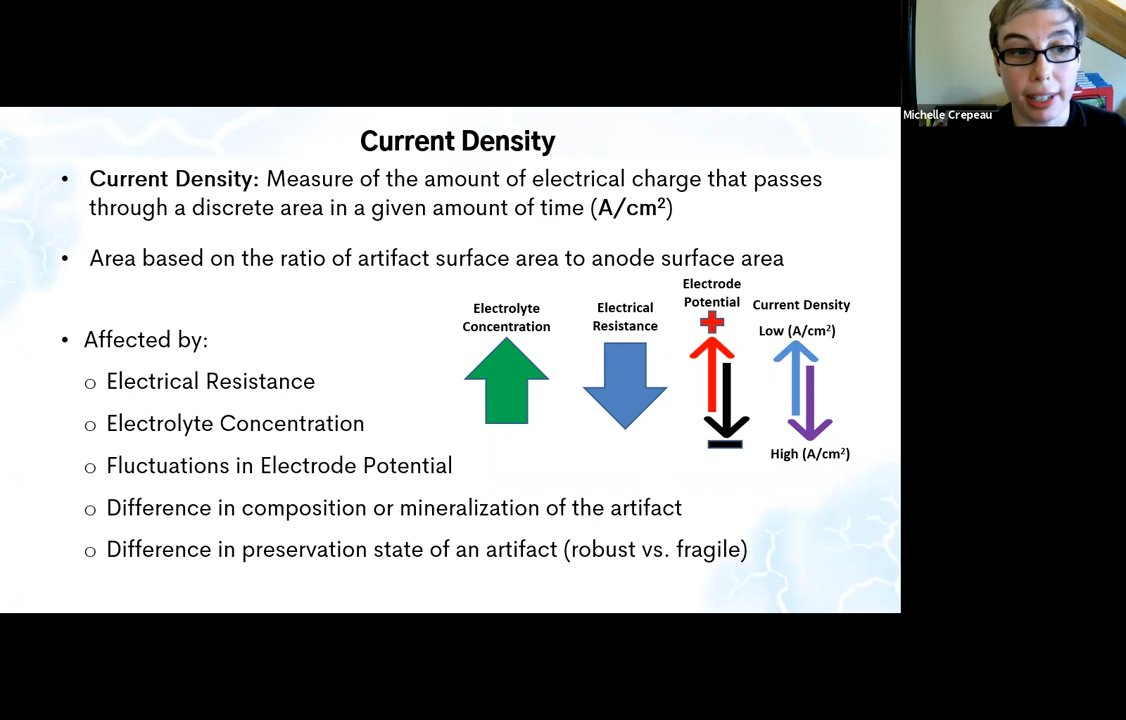 Michelle Crepeau
Current Density
• Current Density: Measure of the amount of electrical charge that passes
through a discrete area in a given amount of time (A/cm²)
• Area based on the ratio of artifact surface area to anode surface area
Electrolyte
Concentration
Electrical
Resistance
Electrode
Potential
Current Density
Low (A/cm²)
High (A/cm²)
• Affected by:
o Electrical Resistance
o Electrolyte Concentration
o Fluctuations in Electrode Potential
o Difference in composition or mineralization of the artifact
o Difference in preservation state of an artifact (robust vs. fragile)